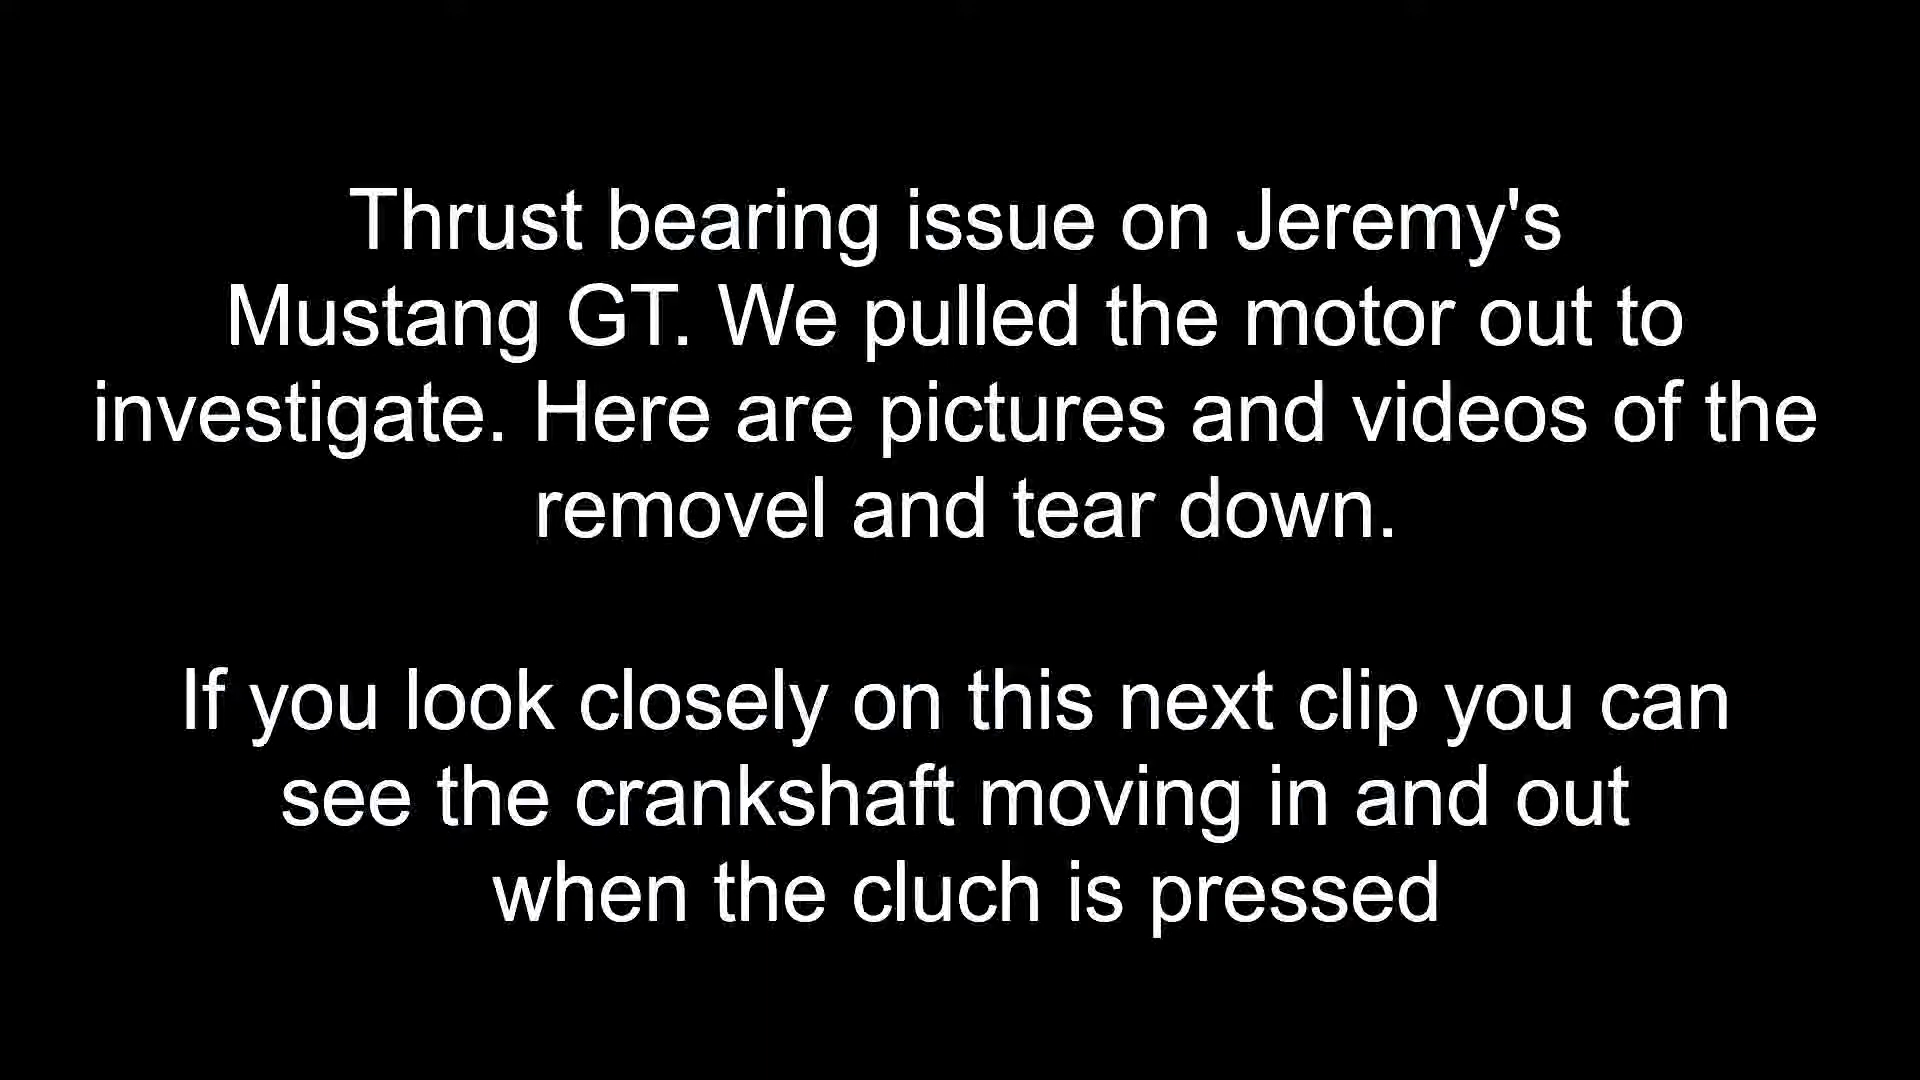 Thrust bearing issue on Jeremy's
Mustang GT. We pulled the motor out to
investigate. Here are pictures and videos of the
removel and tear down.
If you look closely on this next clip you can
see the crankshaft moving in and out
when the cluch is pressed